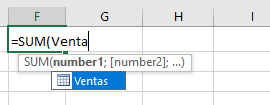 F G H I
=SUM(Venta
SUM(number1; [number2]; ...)
Ventas